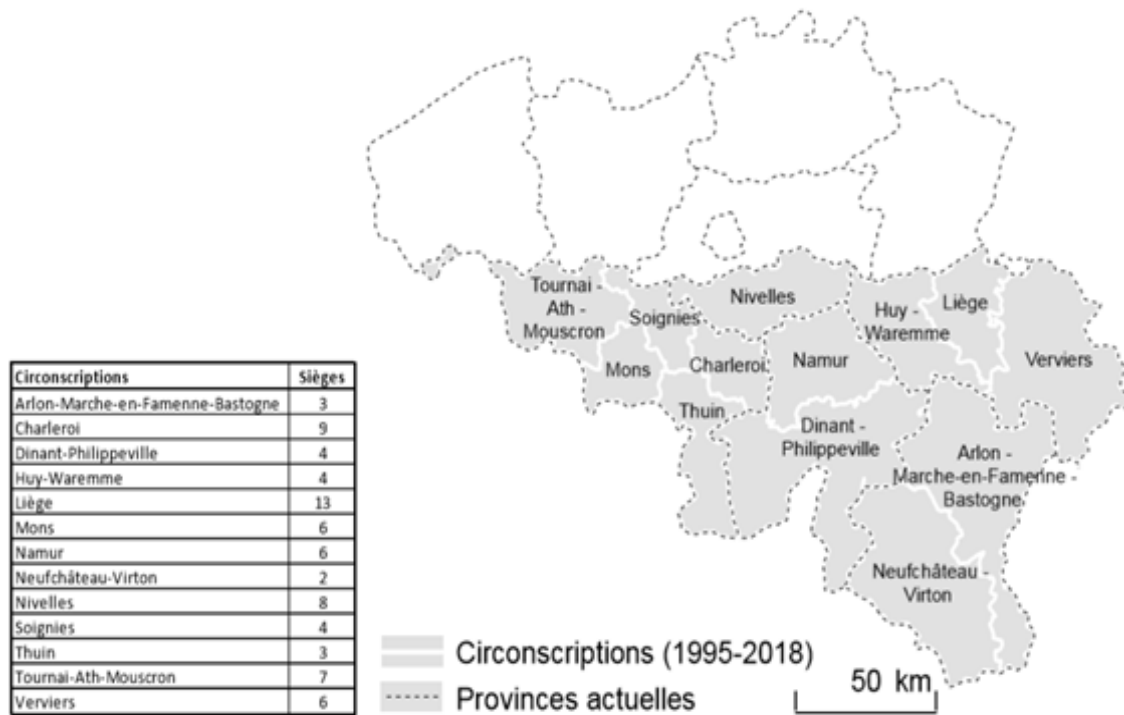 Tournai -
Ath -
Mouscron
Soignies
Nivelles
Huy -
Waremme
Liège
Mons
Charleroi
Namur
Verviers
Thuin
Dinant -
Philippeville
Arlon -
Marche-en-Famenne -
Bastogne
Neufchâteau -
Virton
Circonscriptions Sièges
Arlon-Marche-en-Famenne-Bastogne 3
Charleroi 9
Dinant-Philippeville 4
Huy-Waremme 4
Liège 13
Mons 6
Namur 6
Neufchâteau-Virton 2
Nivelles 8
Soignies 4
Thuin 3
Tournai-Ath-Mouscron 7
Verviers 6
Circonscriptions (1995-2018)
Provinces actuelles
50 km